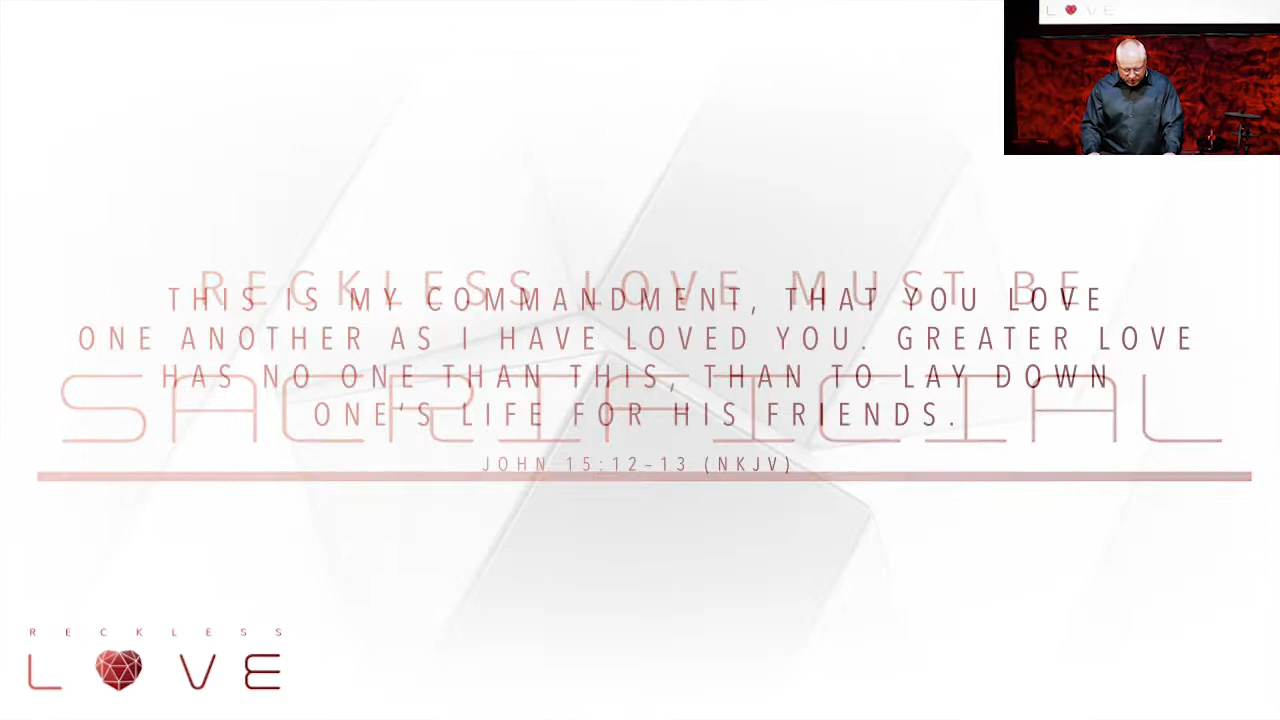 L VE
RECKLESS LOVE MUST BE
THIS IS MY COMMANDMENT, THAT YOU LOVE
ONE ANOTHER AS I HAVE LOVED YOU. GREATER LOVE
HAS NO ONE THAN THIS, THAN TO LAY DOWN
SACRIFICIAL
ONE'S LIFE FOR HIS FRIENDS.
JOHN 15:12-13 (NKJV)
RECKLESS
L VE